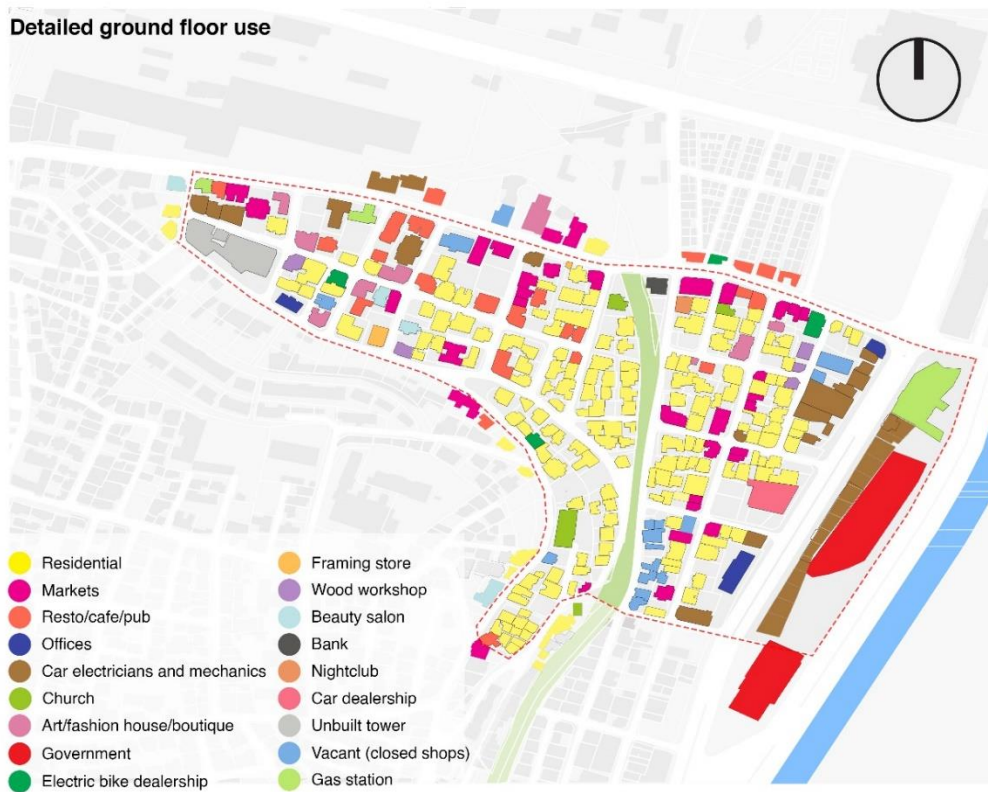 Detailed ground floor use
Residential
Markets
Resto/cafe/pub
Offices
Car electricians and mechanics
Church
Art/fashion house/boutique
Government
Electric bike dealership
Framing store
Wood workshop
Beauty salon
Bank
Nightclub
Car dealership
Unbuilt tower
Vacant (closed shops)
Gas station